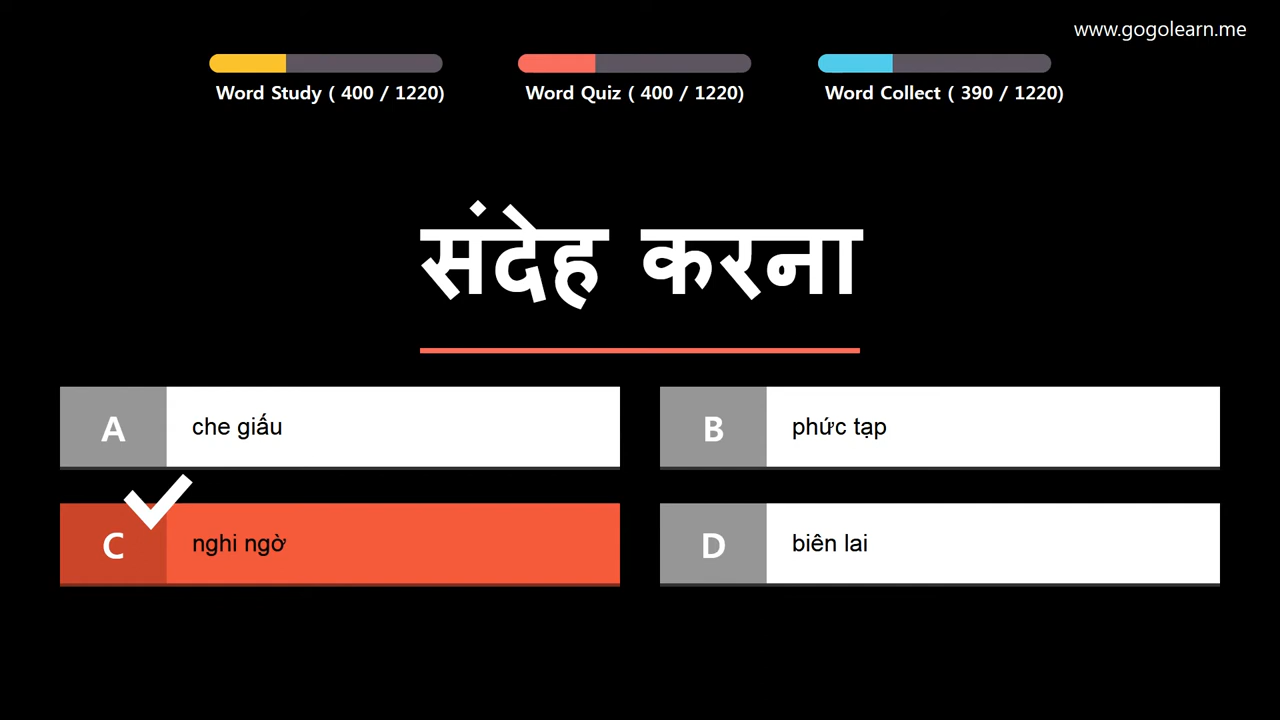 www.gogolearn.me
Word Study ( 400 / 1220)
Word Quiz ( 400 / 1220)
Word Collect ( 390 / 1220)
संदेह करना
A
che giấu
B
phức tạp
C
nghi ngờ
D
biên lai